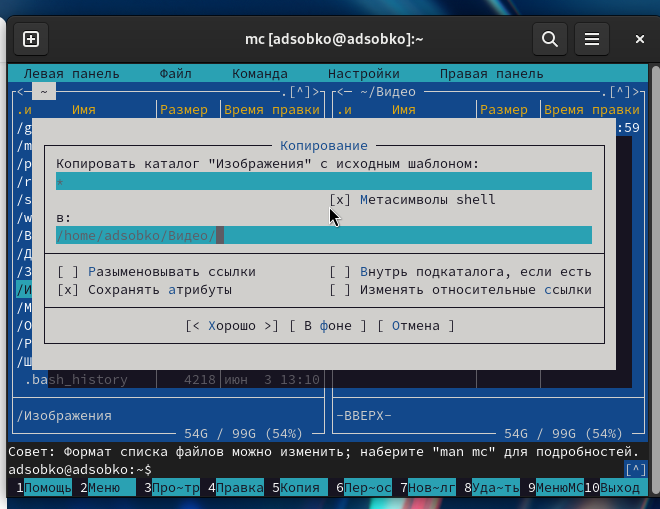 mc [adsobko@adsobko]:~
Левая панель Файл Команда Настройки Правая панель
<─ ~ .[^]> <─ ~/Видео .[^]>
.и Имя Размер Время правки .и Имя Размер Время правки
/g :59
/m
/p
/r
/s
/w
/В
/Д
/З
/И
/М
/О
/Р
/Ш
Копирование
Копировать каталог "Изображения" с исходным шаблоном:
*
[x] Метасимволы shell
в:
/home/adsobko/Видео/
[ ] Разыменовывать ссылки [ ] Внутрь подкаталога, если есть
[x] Сохранять атрибуты [ ] Изменять относительные ссылки
[< Хорошо >] [ В фоне ] [ Отмена ]
.bash_history 4218 июн 3 13:10
/Изображения -ВВЕРХ-
54G / 99G (54%) 54G / 99G (54%)
Совет: Формат списка файлов можно изменить; наберите "man mc" для подробностей.
adsobko@adsobko:~$ [^]
1Помощь 2Меню 3Про~тр 4Правка 5Копия 6Пер~ос 7Нов~лг 8Уда~ть 9МенюMC 10Выход